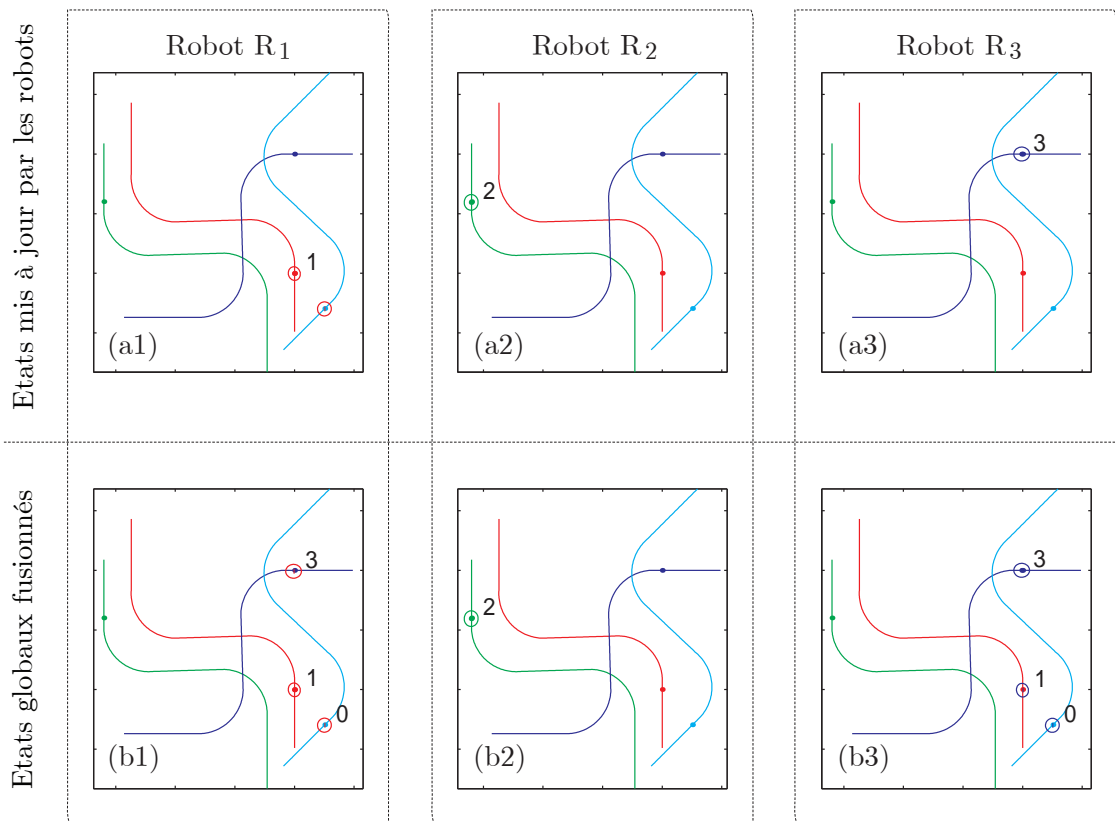 Robot R1
Robot R2
Robot R3
Etats mis à jour par les robots
1
(a1)
2
(a2)
3
(a3)
Etats globaux fusionnés
3
1
0
(b1)
2
(b2)
3
1
0
(b3)